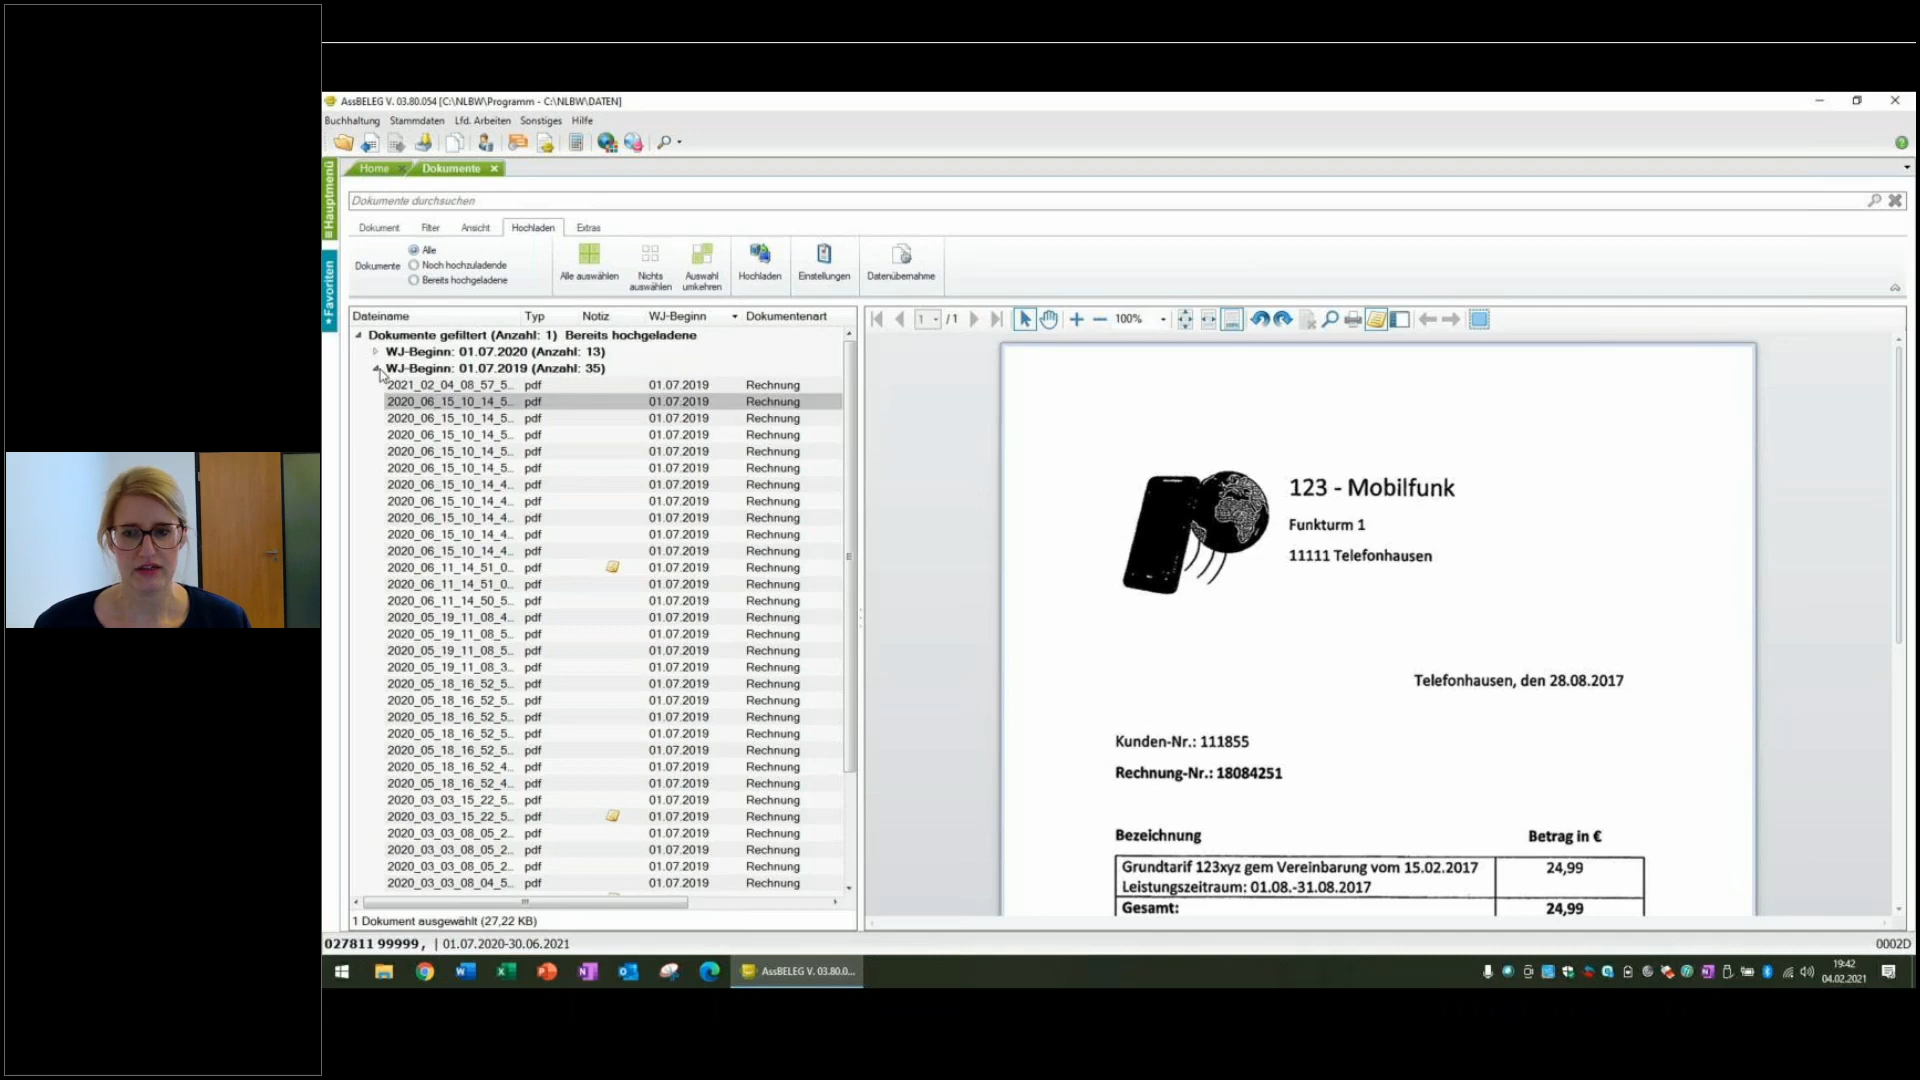 AssBELEG V. 03.80.054 [C:\NLBW\Programm - C:\NLBW\DATEN]
Buchhaltung Stammdaten Lfd. Arbeiten Sonstiges Hilfe
Hauptmenü
Favoriten
Home Dokumente
Dokumente durchsuchen
Dokument Filter Ansicht Hochladen Extras
Dokumente
Alle
Noch hochzuladende
Bereits hochgeladene
Alle auswählen
Nichts auswählen
Auswahl umkehren
Hochladen
Einstellungen
Datenübernahme
Dateiname Typ Notiz WJ-Beginn Dokumentenart
Dokumente gefiltert (Anzahl: 1) Bereits hochgeladene
WJ-Beginn: 01.07.2020 (Anzahl: 13)
WJ-Beginn: 01.07.2019 (Anzahl: 35)
2021_02_04_08_57_5... pdf 01.07.2019 Rechnung
2020_06_15_10_14_5... pdf 01.07.2019 Rechnung
2020_06_15_10_14_5... pdf 01.07.2019 Rechnung
2020_06_15_10_14_5... pdf 01.07.2019 Rechnung
2020_06_15_10_14_5... pdf 01.07.2019 Rechnung
2020_06_15_10_14_5... pdf 01.07.2019 Rechnung
2020_06_15_10_14_4... pdf 01.07.2019 Rechnung
2020_06_15_10_14_4... pdf 01.07.2019 Rechnung
2020_06_15_10_14_4... pdf 01.07.2019 Rechnung
2020_06_15_10_14_4... pdf 01.07.2019 Rechnung
2020_06_15_10_14_4... pdf 01.07.2019 Rechnung
2020_06_11_14_51_0... pdf 01.07.2019 Rechnung
2020_06_11_14_51_0... pdf 01.07.2019 Rechnung
2020_06_11_14_50_5... pdf 01.07.2019 Rechnung
2020_05_19_11_08_4... pdf 01.07.2019 Rechnung
2020_05_19_11_08_5... pdf 01.07.2019 Rechnung
2020_05_19_11_08_5... pdf 01.07.2019 Rechnung
2020_05_19_11_08_3... pdf 01.07.2019 Rechnung
2020_05_18_16_52_5... pdf 01.07.2019 Rechnung
2020_05_18_16_52_5... pdf 01.07.2019 Rechnung
2020_05_18_16_52_5... pdf 01.07.2019 Rechnung
2020_05_18_16_52_5... pdf 01.07.2019 Rechnung
2020_05_18_16_52_5... pdf 01.07.2019 Rechnung
2020_05_18_16_52_4... pdf 01.07.2019 Rechnung
2020_05_18_16_52_4... pdf 01.07.2019 Rechnung
2020_03_03_15_22_5... pdf 01.07.2019 Rechnung
2020_03_03_15_22_5... pdf 01.07.2019 Rechnung
2020_03_03_08_05_2... pdf 01.07.2019 Rechnung
2020_03_03_08_05_2... pdf 01.07.2019 Rechnung
2020_03_03_08_05_2... pdf 01.07.2019 Rechnung
2020_03_03_08_04_5... pdf 01.07.2019 Rechnung
1 Dokument ausgewählt (27,22 KB)
1 /1 100%
123 - Mobilfunk
Funkturm 1
11111 Telefonhausen
Telefonhausen, den 28.08.2017
Kunden-Nr.: 111855
Rechnung-Nr.: 18084251
Bezeichnung Betrag in €
Grundtarif 123xyz gem Vereinbarung vom 15.02.2017 24,99
Leistungszeitraum: 01.08.-31.08.2017
Gesamt: 24,99
027811 99999, | 01.07.2020-30.06.2021 0002D
AssBELEG V. 03.80.0...
19:42
04.02.2021